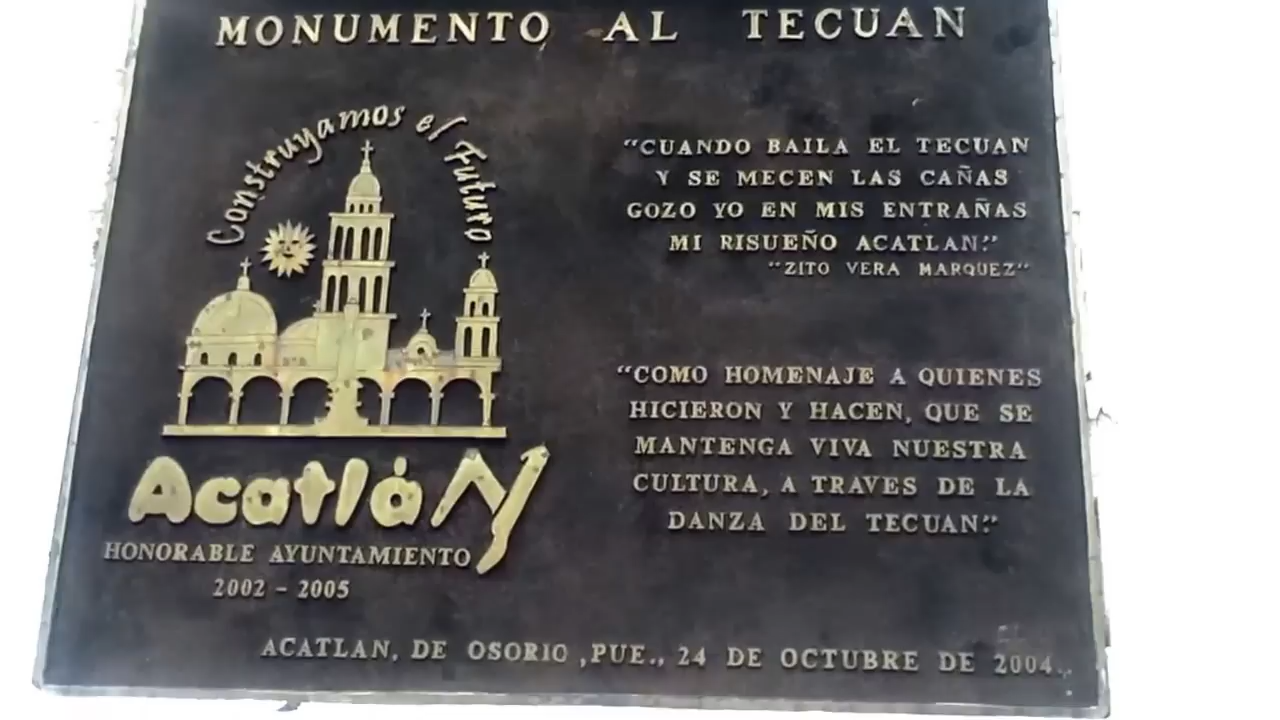 MONUMENTO AL TECUAN
Construyamos el Futuro
Acatlán
HONORABLE AYUNTAMIENTO
2002 - 2005
"CUANDO BAILA EL TECUAN
Y SE MECEN LAS CAÑAS
GOZO YO EN MIS ENTRAÑAS
MI RISUEÑO ACATLAN."
"ZITO VERA MARQUEZ"
"COMO HOMENAJE A QUIENES
HICIERON Y HACEN, QUE SE
MANTENGA VIVA NUESTRA
CULTURA, A TRAVES DE LA
DANZA DEL TECUAN."
ACATLAN, DE OSORIO ,PUE., 24 DE OCTUBRE DE 2004.